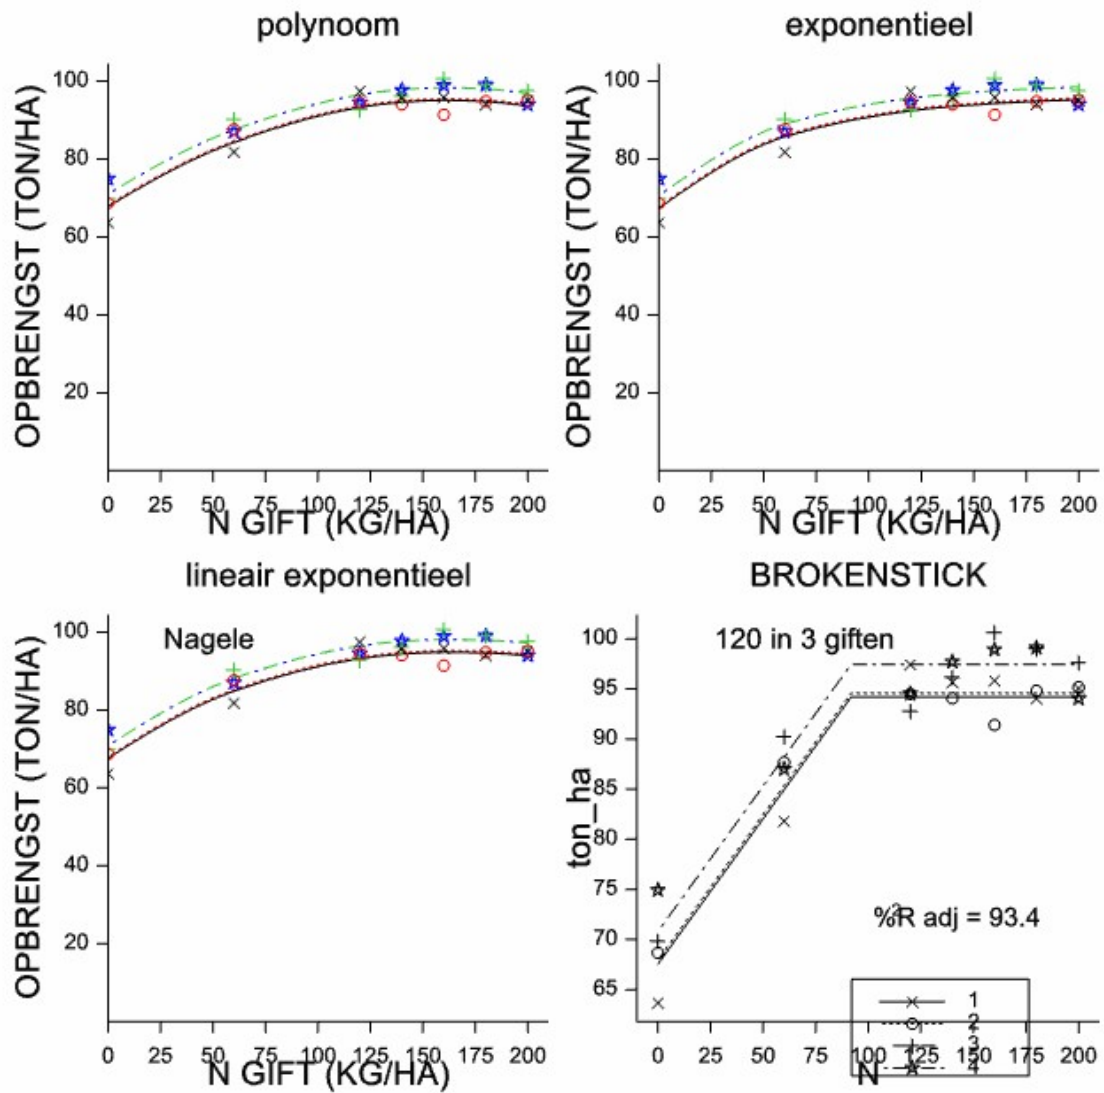 polynoom
OPBRENGST (TON/HA)
100
80
60
40
20
0 25 50 75 100 125 150 175 200
N GIFT (KG/HA)
exponentieel
OPBRENGST (TON/HA)
100
80
60
40
20
0 25 50 75 100 125 150 175 200
N GIFT (KG/HA)
lineair exponentieel
Nagele
OPBRENGST (TON/HA)
100
80
60
40
20
0 25 50 75 100 125 150 175 200
N GIFT (KG/HA)
BROKENSTICK
120 in 3 giften
ton_ha
100
95
90
85
80
75
70
65
%R² adj = 93.4
1
2
3
4
0 25 50 75 100 125 150 175 200
N